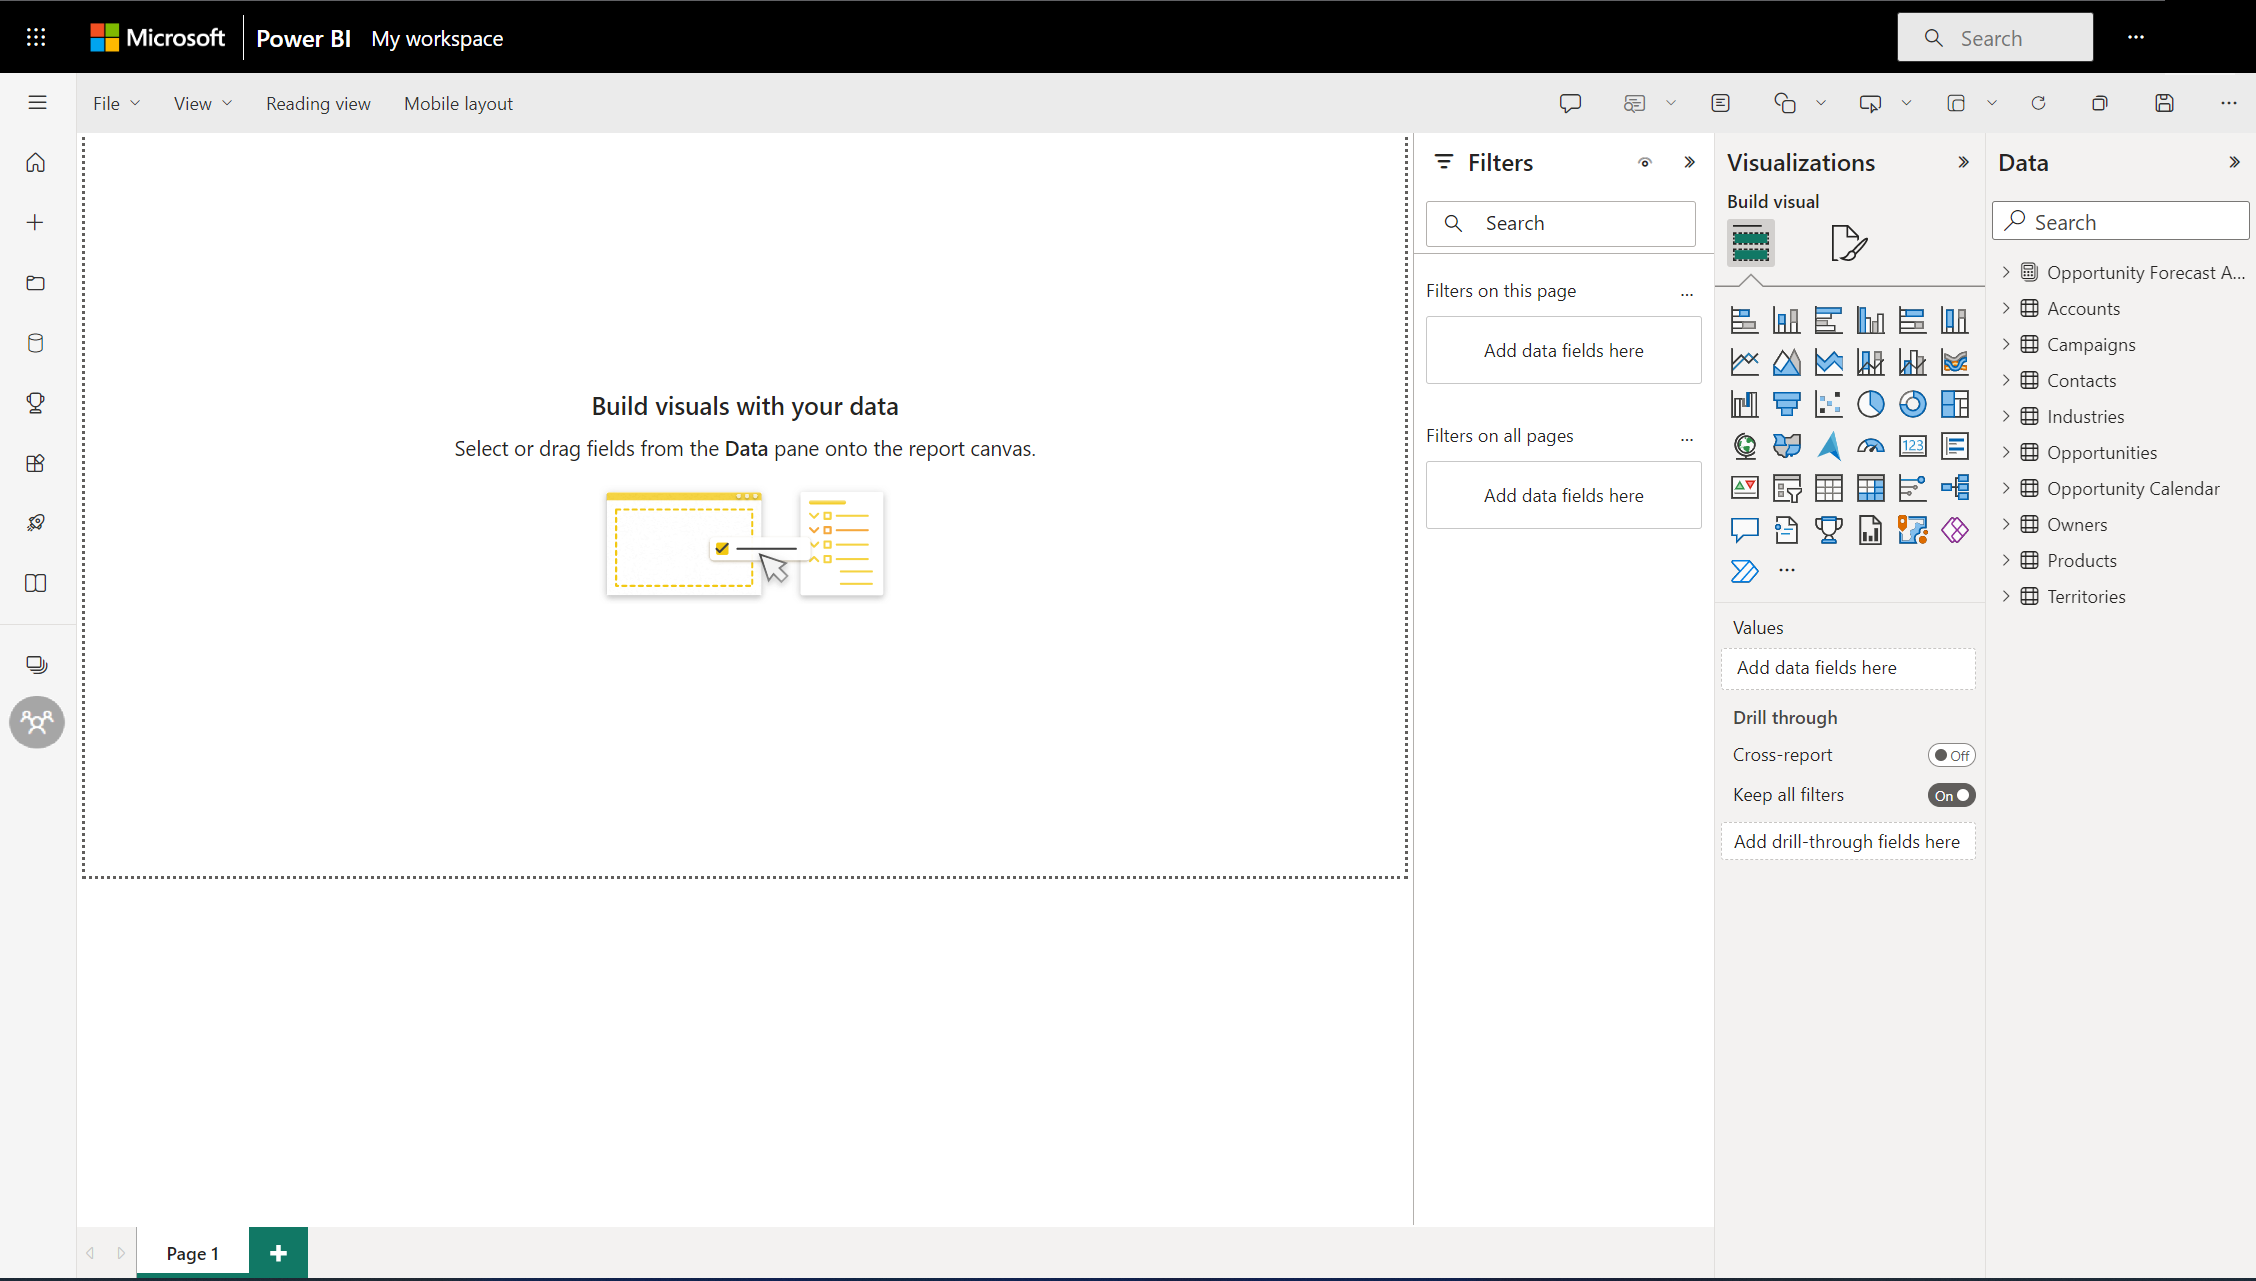 Microsoft
Power BI
My workspace
Search
File
View
Reading view
Mobile layout
Build visuals with your data
Select or drag fields from the Data pane onto the report canvas.
Filters
Search
Filters on this page
Add data fields here
Filters on all pages
Add data fields here
Visualizations
Build visual
123
Values
Add data fields here
Drill through
Cross-report
Off
Keep all filters
On
Add drill-through fields here
Data
Search
Opportunity Forecast A...
Accounts
Campaigns
Contacts
Industries
Opportunities
Opportunity Calendar
Owners
Products
Territories
Page 1